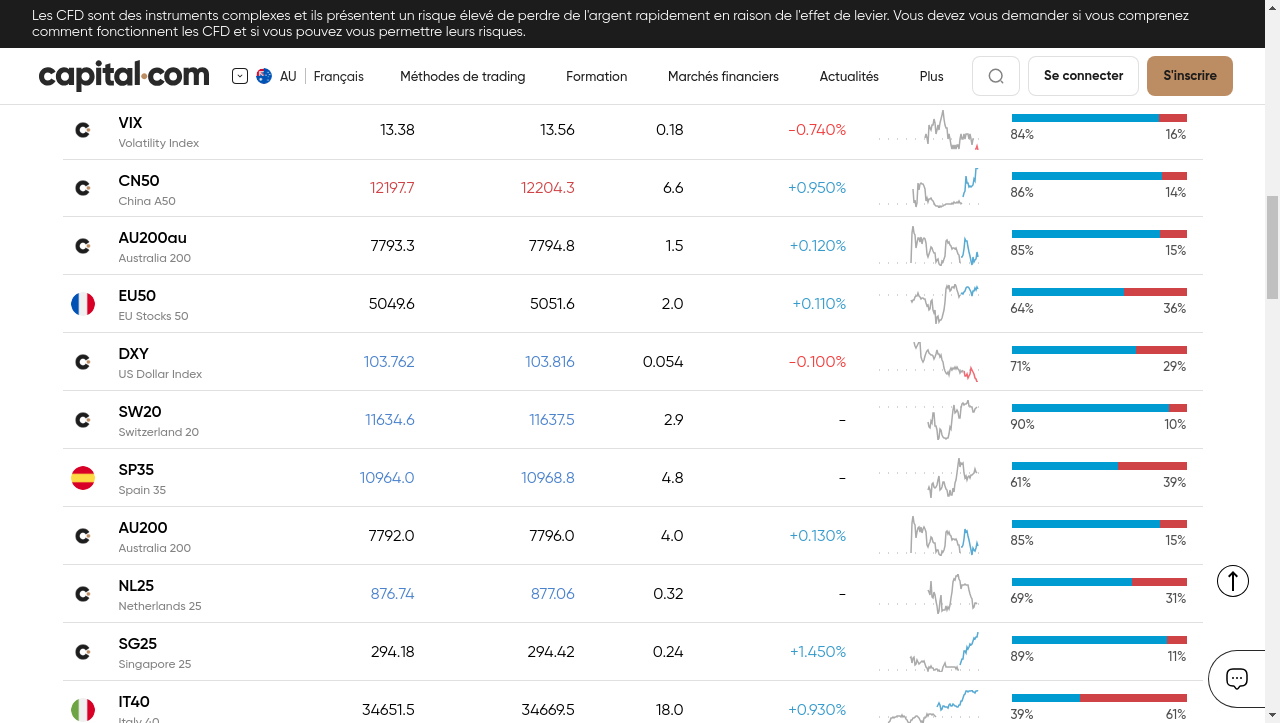 Les CFD sont des instruments complexes et ils présentent un risque élevé de perdre de l'argent rapidement en raison de l'effet de levier. Vous devez vous demander si vous comprenez
comment fonctionnent les CFD et si vous pouvez vous permettre leurs risques.
capital.com AU Français Méthodes de trading Formation Marchés financiers Actualités Plus Se connecter S'inscrire
VIX 13.38 13.56 0.18 -0.740% 84% 16%
Volatility Index
CN50 12197.7 12204.3 6.6 +0.950% 86% 14%
China A50
AU200au 7793.3 7794.8 1.5 +0.120% 85% 15%
Australia 200
EU50 5049.6 5051.6 2.0 +0.110% 64% 36%
EU Stocks 50
DXY 103.762 103.816 0.054 -0.100% 71% 29%
US Dollar Index
SW20 11634.6 11637.5 2.9 - 90% 10%
Switzerland 20
SP35 10964.0 10968.8 4.8 - 61% 39%
Spain 35
AU200 7792.0 7796.0 4.0 +0.130% 85% 15%
Australia 200
NL25 876.74 877.06 0.32 - 69% 31%
Netherlands 25
SG25 294.18 294.42 0.24 +1.450% 89% 11%
Singapore 25
IT40 34651.5 34669.5 18.0 +0.930% 39% 61%
Italy 40